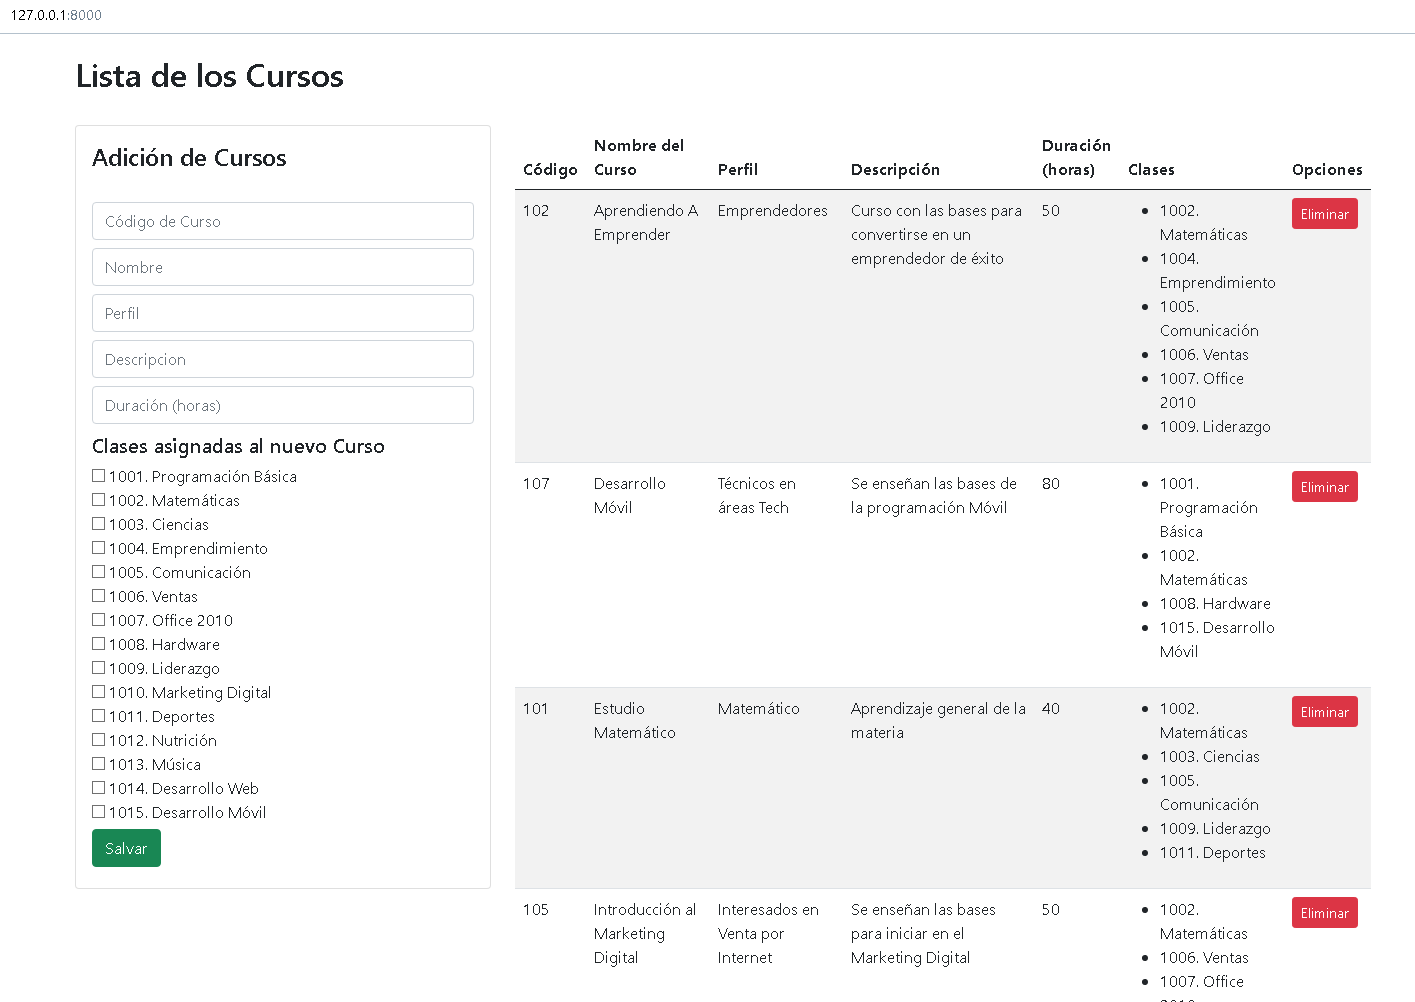 127.0.0.1:8000
Lista de los Cursos
Adición de Cursos
Código de Curso
Nombre
Perfil
Descripcion
Duración (horas)
Clases asignadas al nuevo Curso
1001. Programación Básica
1002. Matemáticas
1003. Ciencias
1004. Emprendimiento
1005. Comunicación
1006. Ventas
1007. Office 2010
1008. Hardware
1009. Liderazgo
1010. Marketing Digital
1011. Deportes
1012. Nutrición
1013. Música
1014. Desarrollo Web
1015. Desarrollo Móvil
Salvar
Código
Nombre del
Curso
Perfil
Descripción
Duración
(horas)
Clases
Opciones
102
Aprendiendo A
Emprender
Emprendedores
Curso con las bases para
convertirse en un
emprendedor de éxito
50
1002.
Matemáticas
1004.
Emprendimiento
1005.
Comunicación
1006. Ventas
1007. Office
2010
1009. Liderazgo
Eliminar
107
Desarrollo
Móvil
Técnicos en
áreas Tech
Se enseñan las bases de
la programación Móvil
80
1001.
Programación
Básica
1002.
Matemáticas
1008. Hardware
1015. Desarrollo
Móvil
Eliminar
101
Estudio
Matemático
Matemático
Aprendizaje general de la
materia
40
1002.
Matemáticas
1003. Ciencias
1005.
Comunicación
1009. Liderazgo
1011. Deportes
Eliminar
105
Introducción al
Marketing
Digital
Interesados en
Venta por
Internet
Se enseñan las bases
para iniciar en el
Marketing Digital
50
1002.
Matemáticas
1006. Ventas
1007. Office
Eliminar